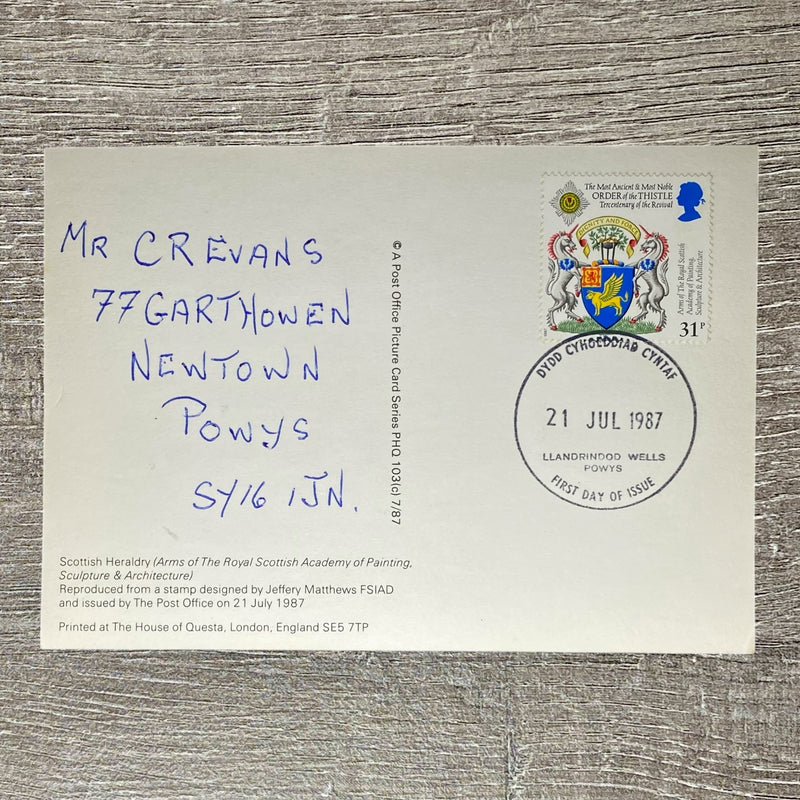 MR C R EVANS
77 GARTHOWEN
NEWTOWN
POWYS
SY16 1JN.
© A Post Office Picture Card Series PHQ 103(c) 7/87
The Most Ancient & Most Noble
ORDER of the THISTLE
Tercentenary of the Revival
DIGNITY AND FORCE
Arms of The Royal Scottish
Academy of Painting,
Sculpture & Architecture
31P
DYDD CYHOEDDIAD CYNTAF
21 JUL 1987
LLANDRINDOD WELLS
POWYS
FIRST DAY OF ISSUE
Scottish Heraldry (Arms of The Royal Scottish Academy of Painting,
Sculpture & Architecture)
Reproduced from a stamp designed by Jeffery Matthews FSIAD
and issued by The Post Office on 21 July 1987
Printed at The House of Questa, London, England SE5 7TP